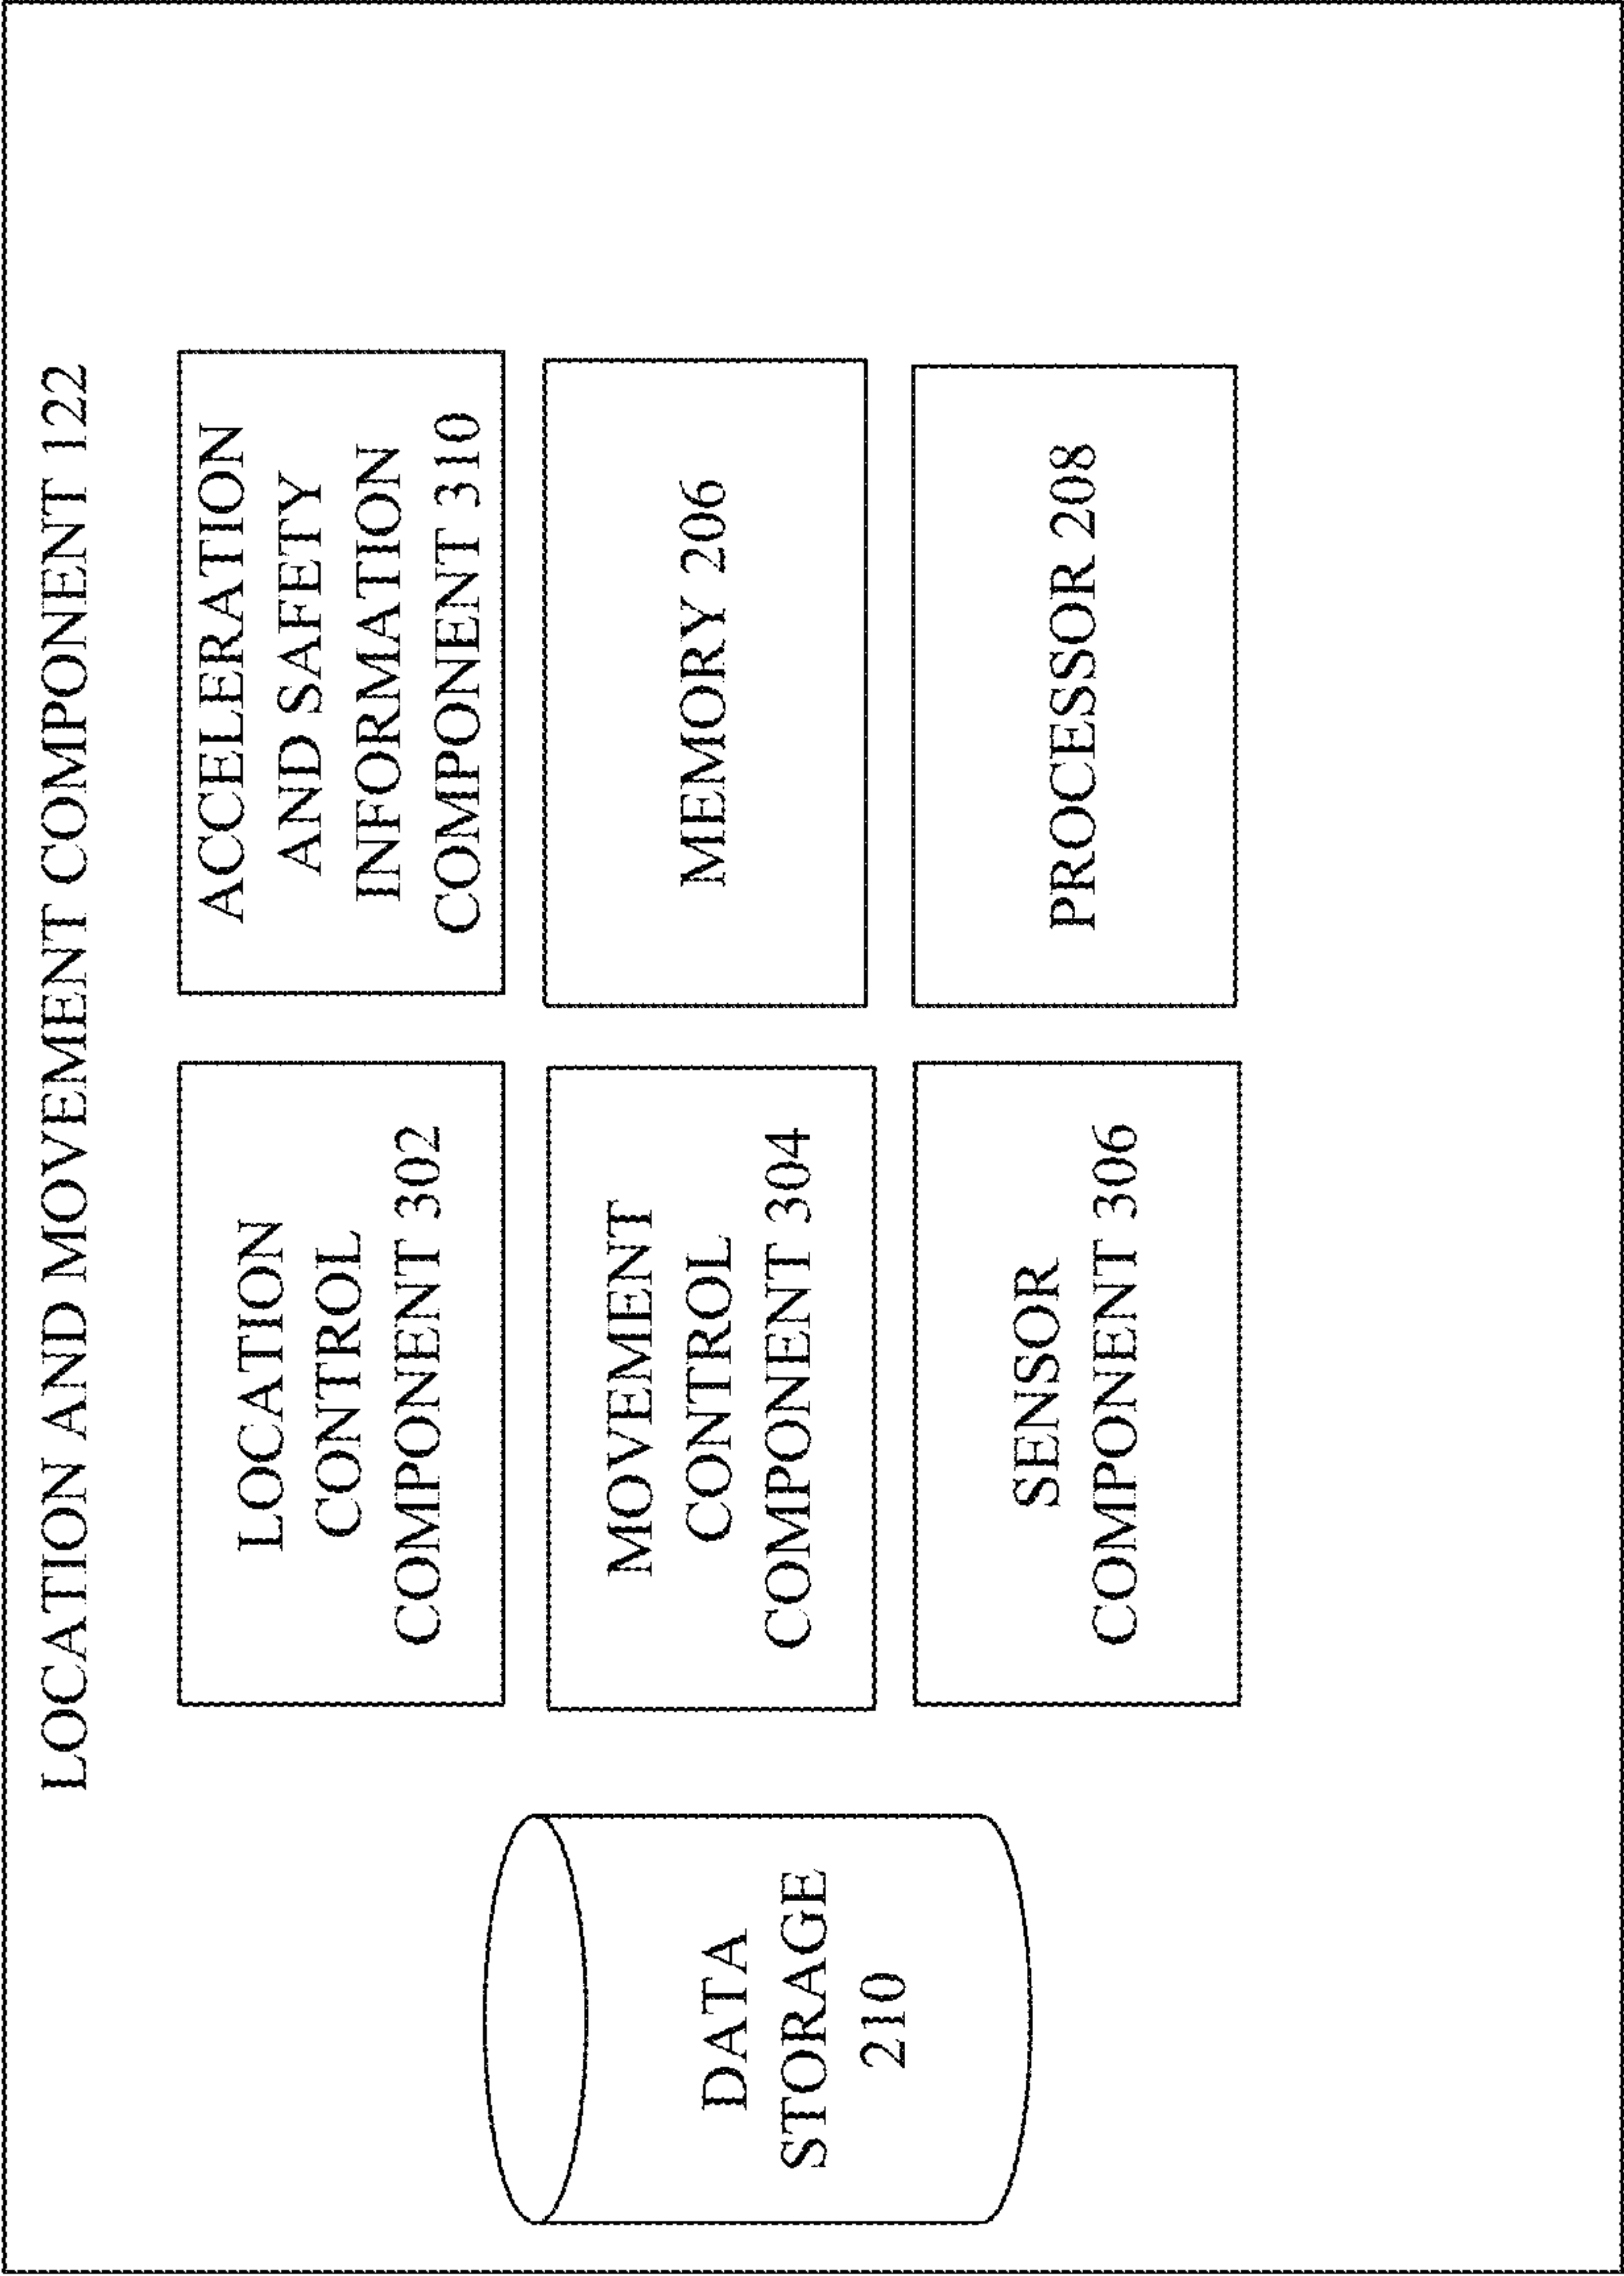 LOCATION AND MOVEMENT COMPONENT 122
DATA
STORAGE
210
LOCATION
CONTROL
COMPONENT 302
MOVEMENT
CONTROL
COMPONENT 304
SENSOR
COMPONENT 306
ACCELERATION
AND SAFETY
INFORMATION
COMPONENT 310
MEMORY 206
PROCESSOR 208